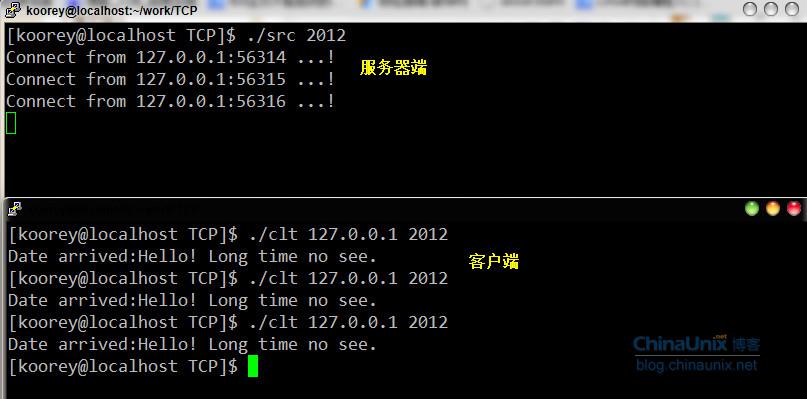 koorey@localhost:~/work/TCP
[koorey@localhost TCP]$ ./src 2012
Connect from 127.0.0.1:56314 ...!
服务器端
Connect from 127.0.0.1:56315 ...!
Connect from 127.0.0.1:56316 ...!
[koorey@localhost TCP]$ ./clt 127.0.0.1 2012
Date arrived:Hello! Long time no see.
客户端
[koorey@localhost TCP]$ ./clt 127.0.0.1 2012
Date arrived:Hello! Long time no see.
[koorey@localhost TCP]$ ./clt 127.0.0.1 2012
Date arrived:Hello! Long time no see.
[koorey@localhost TCP]$
ChinaUnix.net 博客
blog.chinaunix.net